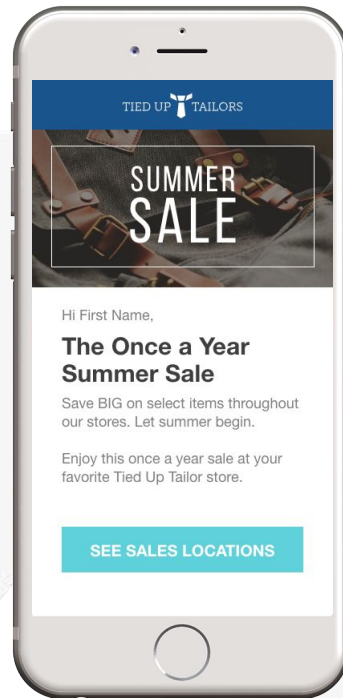 TIED UP TAILORS
SUMMER
SALE
Hi First Name,
The Once a Year
Summer Sale
Save BIG on select items throughout
our stores. Let summer begin.
Enjoy this once a year sale at your
favorite Tied Up Tailor store.
SEE SALES LOCATIONS